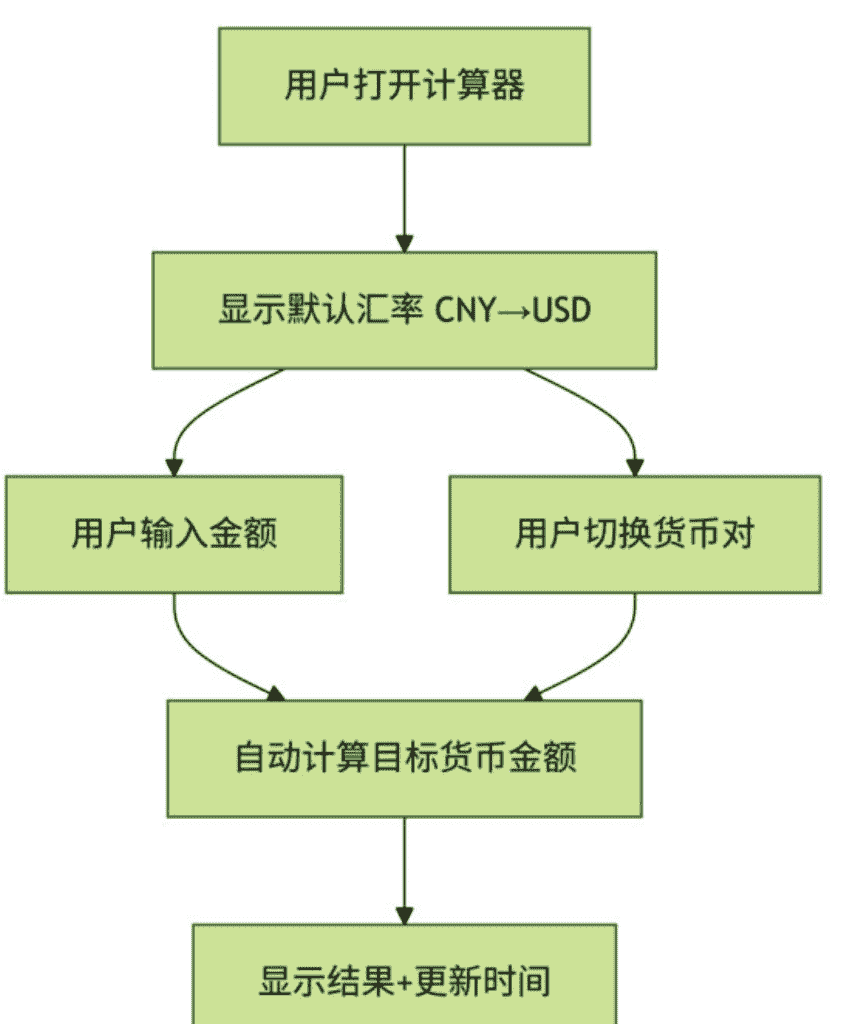 用户打开计算器
显示默认汇率 CNY→USD
用户输入金额
用户切换货币对
自动计算目标货币金额
显示结果+更新时间